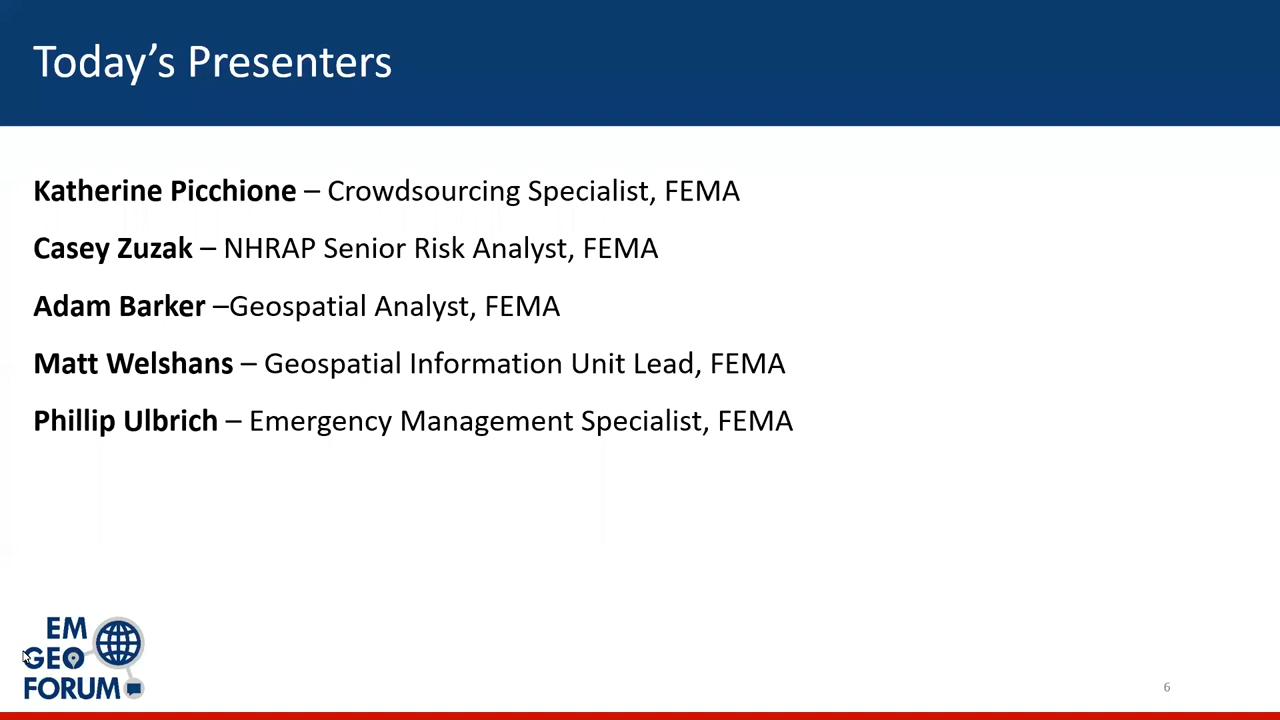 Today’s Presenters
Katherine Picchione – Crowdsourcing Specialist, FEMA
Casey Zuzak – NHRAP Senior Risk Analyst, FEMA
Adam Barker –Geospatial Analyst, FEMA
Matt Welshans – Geospatial Information Unit Lead, FEMA
Phillip Ulbrich – Emergency Management Specialist, FEMA
EM
GEO
FORUM
6